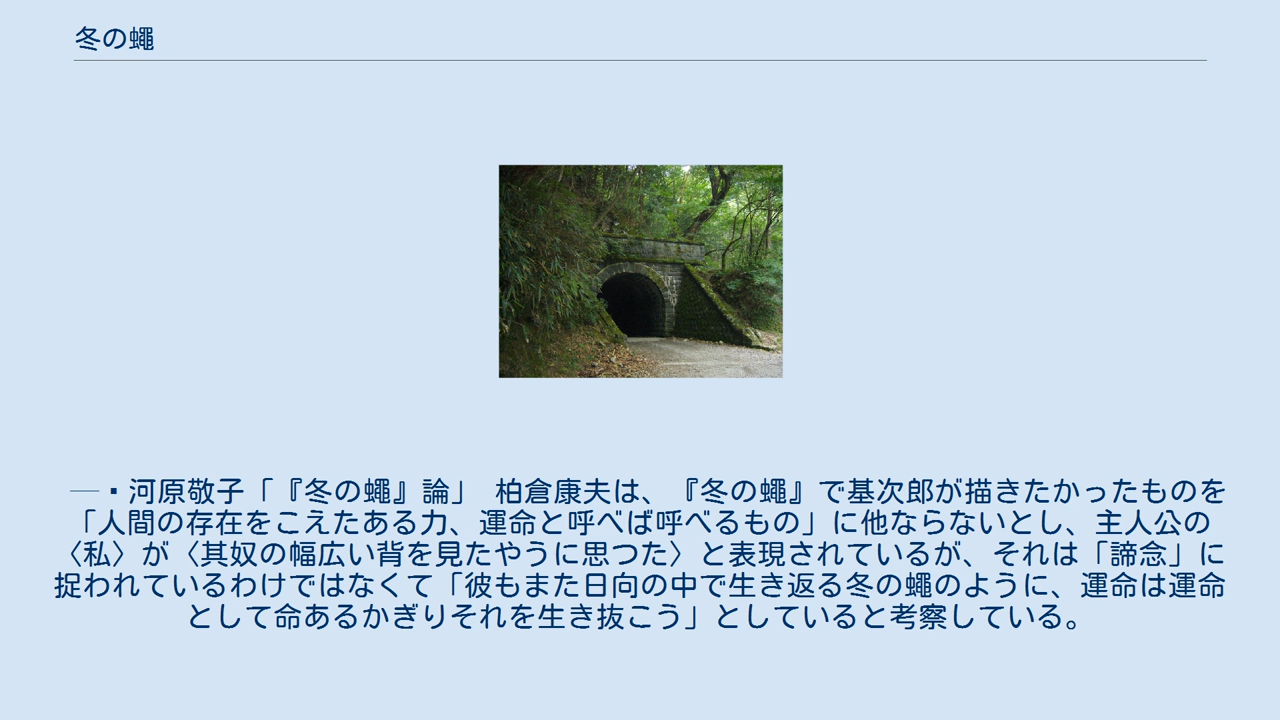 冬の蠅
―▪河原敬子「『冬の蠅』論」 柏倉康夫は、『冬の蠅』で基次郎が描きたかったものを
「人間の存在をこえたある力、運命と呼べば呼べるもの」に他ならないとし、主人公の
〈私〉が〈其奴の幅広い背を見たやうに思つた〉と表現されているが、それは「諦念」に
捉われているわけではなくて「彼もまた日向の中で生き返る冬の蠅のように、運命は運命
として命あるかぎりそれを生き抜こう」としていると考察している。